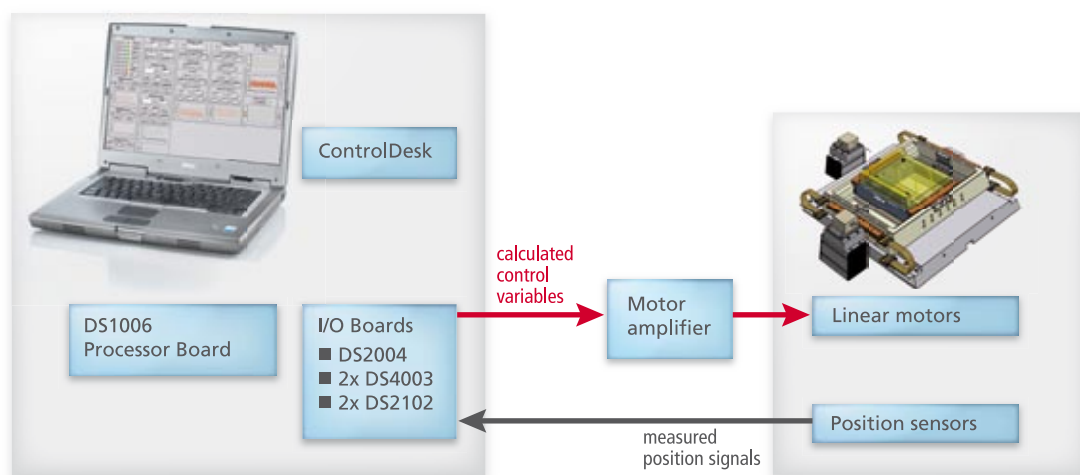 ControlDesk
calculated
control
variables
DS1006
Processor Board
I/O Boards
■ DS2004
■ 2x DS4003
■ 2x DS2102
Motor
amplifier
Linear motors
Position sensors
measured
position signals